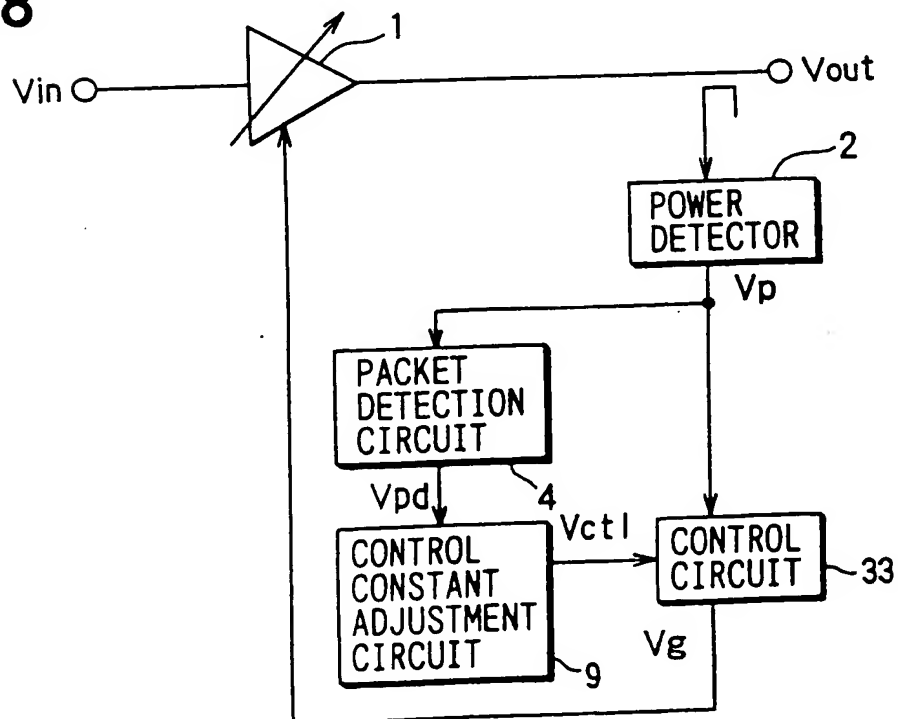 8
1
Vin
Vout
2
POWER
DETECTOR
Vp
PACKET
DETECTION
CIRCUIT
4
Vpd
Vctl
CONTROL
CONSTANT
ADJUSTMENT
CIRCUIT
9
CONTROL
CIRCUIT
33
Vg